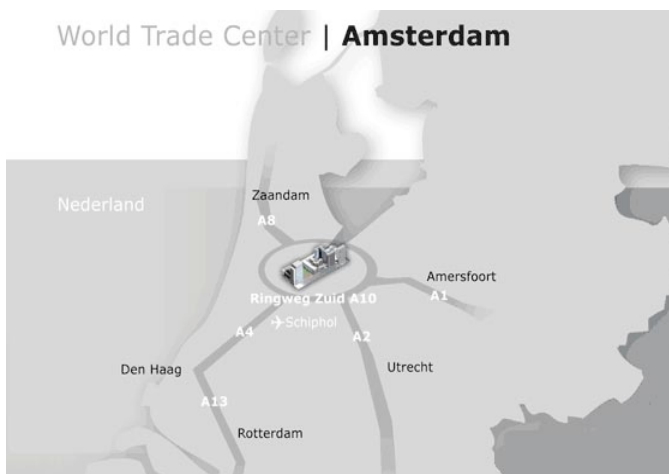 World Trade Center | Amsterdam
Nederland
Zaandam
A8
Amersfoort
Ringweg Zuid A10
A1
Schiphol
A4
A2
Den Haag
Utrecht
A13
Rotterdam